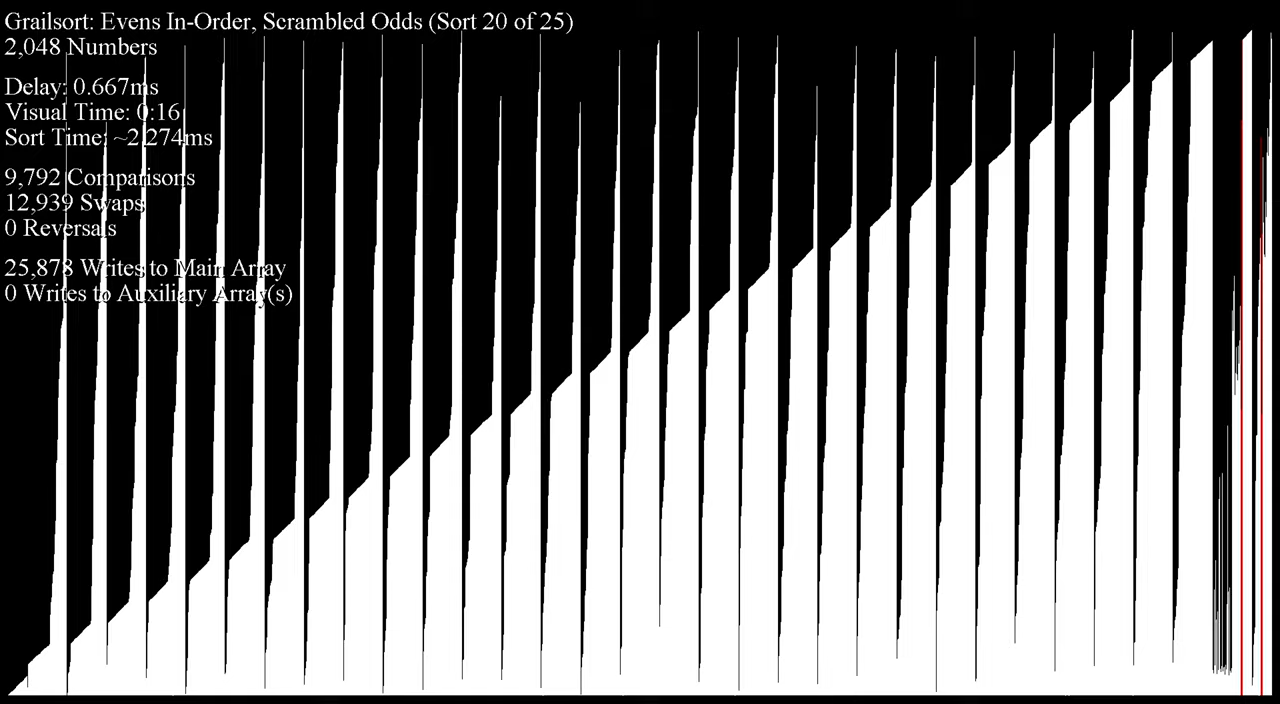 Grailsort: Evens In-Order, Scrambled Odds (Sort 20 of 25)
2,048 Numbers
Delay: 0.667ms
Visual Time: 0:16
Sort Time: ~2.274ms
9,792 Comparisons
12,939 Swaps
0 Reversals
25,878 Writes to Main Array
0 Writes to Auxiliary Array(s)